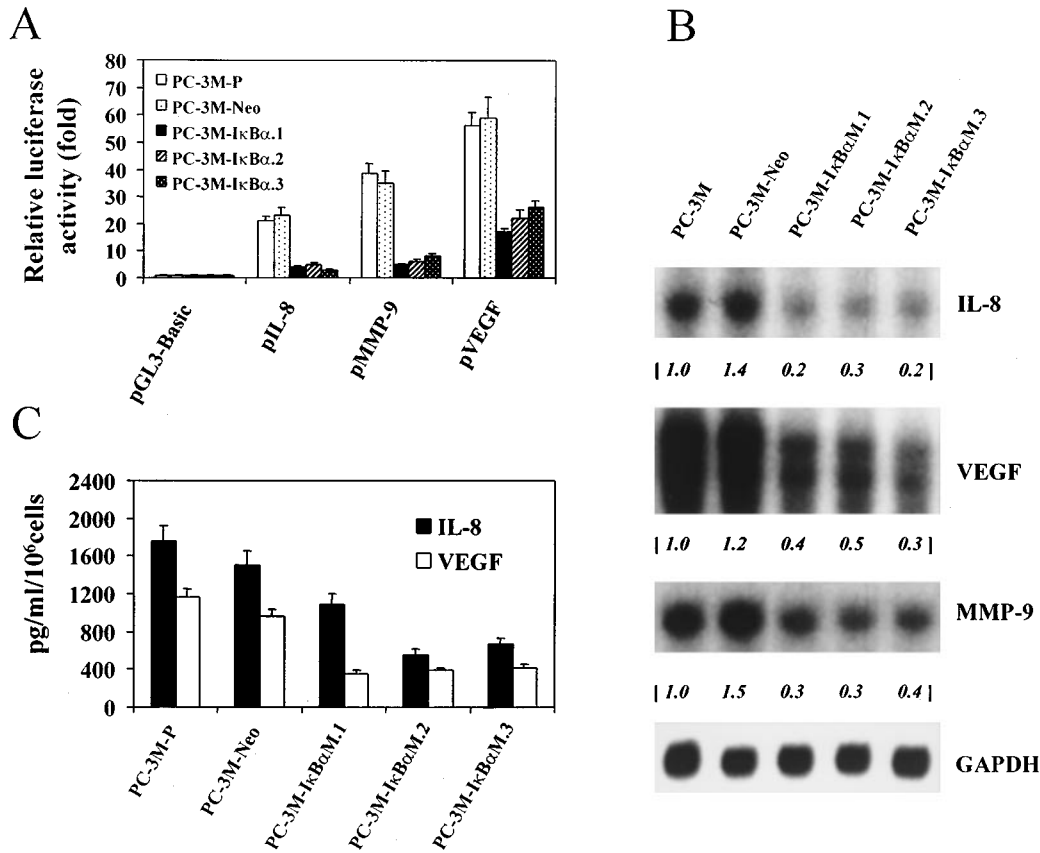 A
Relative luciferase
activity (fold)
80
70
60
50
40
30
20
10
0
PC-3M-P
PC-3M-Neo
PC-3M-IκBα.1
PC-3M-IκBα.2
PC-3M-IκBα.3
pGL3-Basic
pIL-8
pMMP-9
pVEGF
B
PC-3M
PC-3M-Neo
PC-3M-IκBαM.1
PC-3M-IκBαM.2
PC-3M-IκBαM.3
IL-8
| 1.0 1.4 0.2 0.3 0.2 |
VEGF
| 1.0 1.2 0.4 0.5 0.3 |
MMP-9
| 1.0 1.5 0.3 0.3 0.4 |
GAPDH
C
pg/ml/10⁶cells
2400
2000
1600
1200
800
400
0
IL-8
VEGF
PC-3M-P
PC-3M-Neo
PC-3M-IκBαM.1
PC-3M-IκBαM.2
PC-3M-IκBαM.3